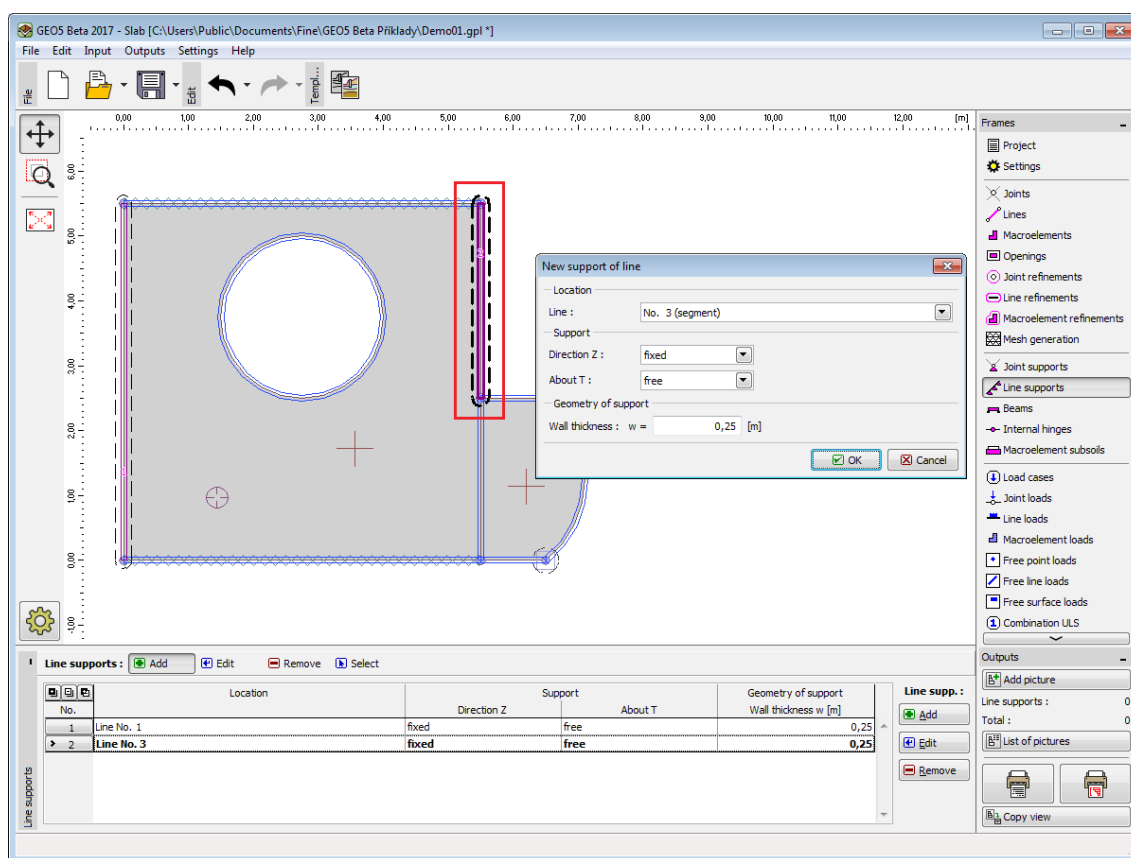 GEO5 Beta 2017 - Slab [C:\Users\Public\Documents\Fine\GEO5 Beta Příklady\Demo01.gpl *]
File Edit Input Outputs Settings Help
File
Edit
Templ...
0,00 1,00 2,00 3,00 4,00 5,00 6,00 7,00 8,00 9,00 10,00 11,00 12,00 [m]
6,00
5,00
4,00
3,00
2,00
1,00
0,00
-1,00
New support of line
Location
Line : No. 3 (segment)
Support
Direction Z : fixed
About T : free
Geometry of support
Wall thickness : w = 0,25 [m]
OK Cancel
Frames
Project
Settings
Joints
Lines
Macroelements
Openings
Joint refinements
Line refinements
Macroelement refinements
Mesh generation
Joint supports
Line supports
Beams
Internal hinges
Macroelement subsoils
Load cases
Joint loads
Line loads
Macroelement loads
Free point loads
Free line loads
Free surface loads
Combination ULS
Outputs
Add picture
Line supports : 0
Total : 0
List of pictures
Copy view
Line supports : Add Edit Remove Select
No. Location Support Geometry of support
Direction Z About T Wall thickness w [m]
1 Line No. 1 fixed free 0,25
2 Line No. 3 fixed free 0,25
Line supp. :
Add
Edit
Remove
Line supports